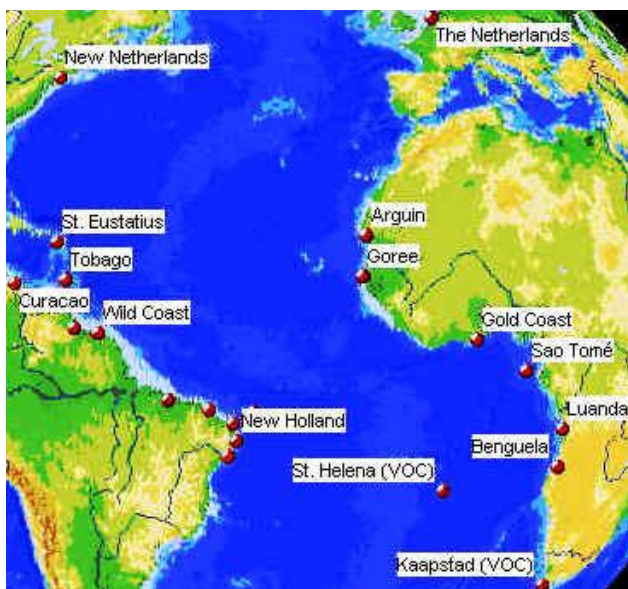 The Netherlands
New Netherlands
St. Eustatius
Arguin
Tobago
Goree
Curacao
Wild Coast
Gold Coast
Sao Tomé
New Holland
Luanda
Benguela
St. Helena (VOC)
Kaapstad (VOC)